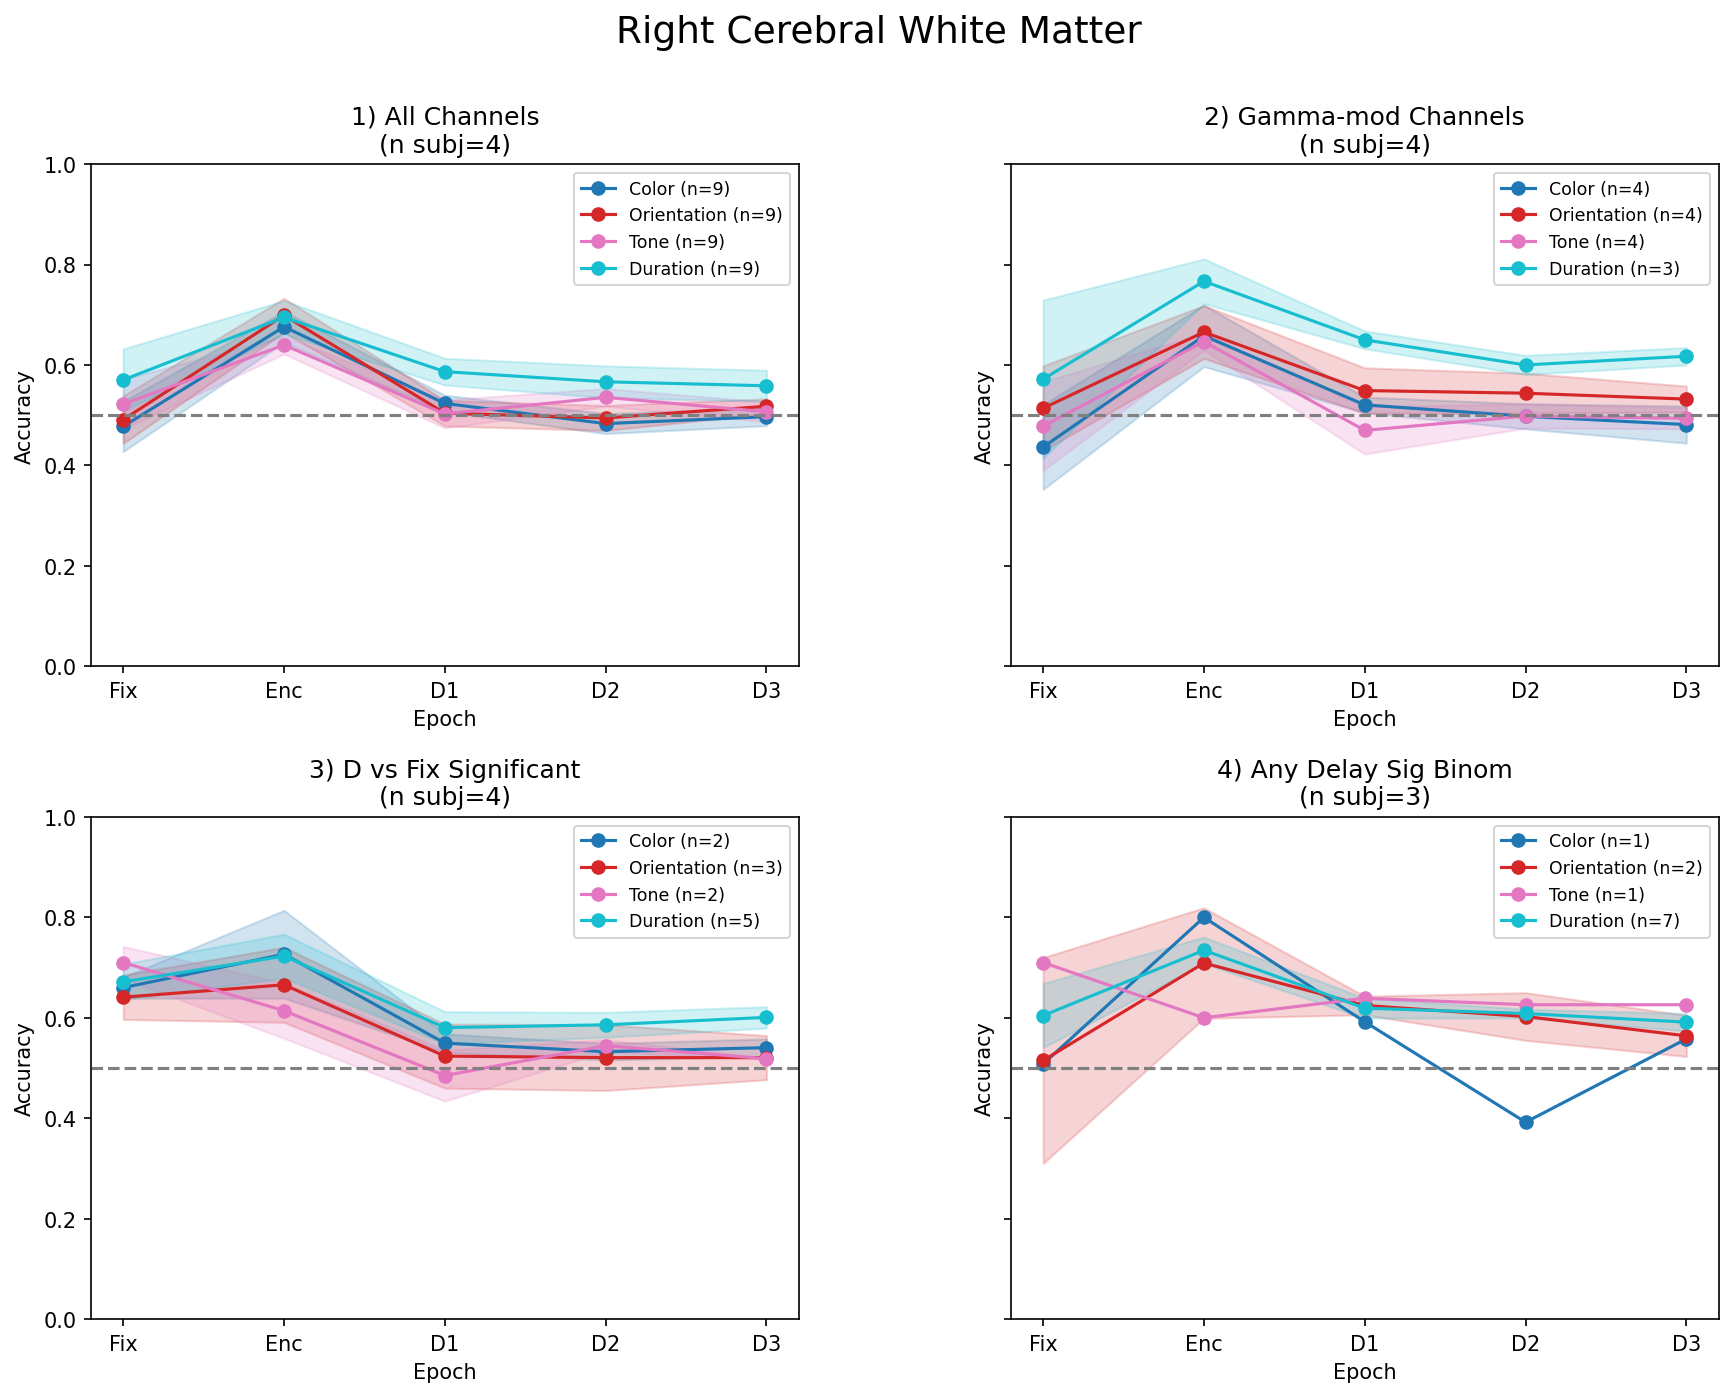 Right Cerebral White Matter
1) All Channels
(n subj=4)
Color (n=9)
Orientation (n=9)
Tone (n=9)
Duration (n=9)
1.0
0.8
0.6
0.4
0.2
0.0
Accuracy
Fix Enc D1 D2 D3
Epoch
2) Gamma-mod Channels
(n subj=4)
Color (n=4)
Orientation (n=4)
Tone (n=4)
Duration (n=3)
Accuracy
Fix Enc D1 D2 D3
Epoch
3) D vs Fix Significant
(n subj=4)
Color (n=2)
Orientation (n=3)
Tone (n=2)
Duration (n=5)
1.0
0.8
0.6
0.4
0.2
0.0
Accuracy
Fix Enc D1 D2 D3
Epoch
4) Any Delay Sig Binom
(n subj=3)
Color (n=1)
Orientation (n=2)
Tone (n=1)
Duration (n=7)
Accuracy
Fix Enc D1 D2 D3
Epoch